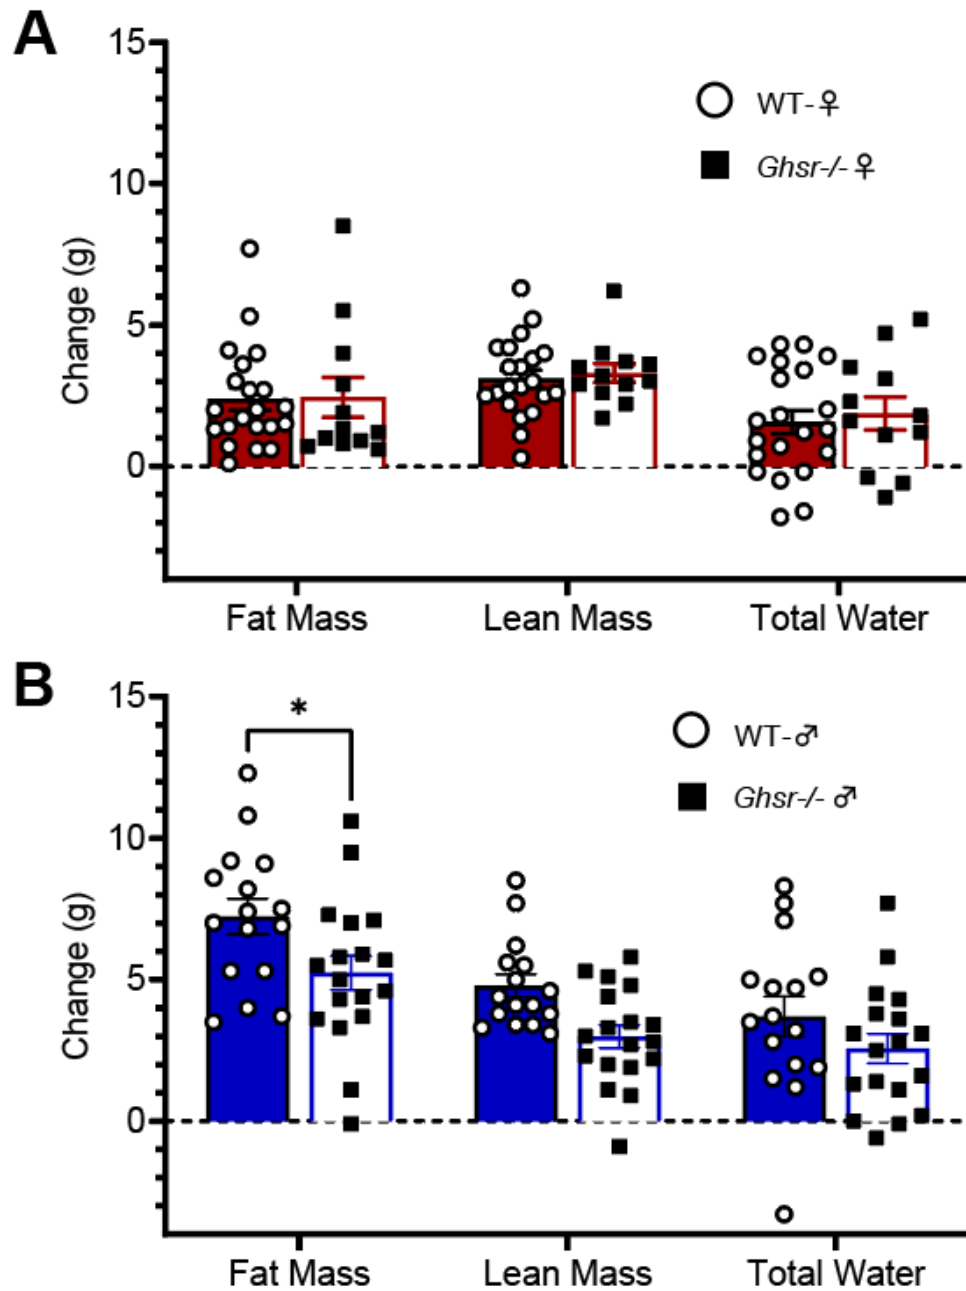 A
15
10
5
0
Change (g)
WT-♀
Ghsr-/-♀
Fat Mass
Lean Mass
Total Water
B
15
10
5
0
Change (g)
*
WT-♂
Ghsr-/- ♂
Fat Mass
Lean Mass
Total Water